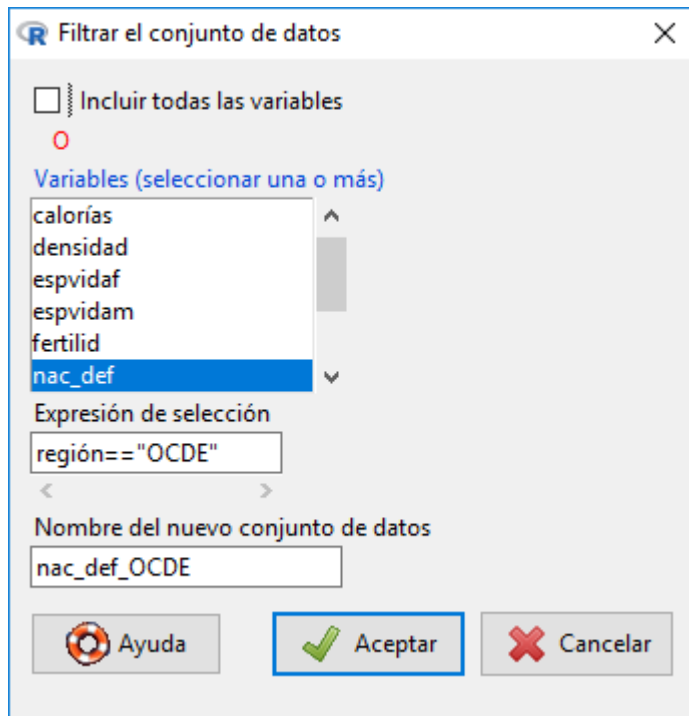 Filtrar el conjunto de datos
Incluir todas las variables
O
Variables (seleccionar una o más)
calorías
densidad
espvidaf
espvidam
fertilid
nac_def
Expresión de selección
región=="OCDE"
Nombre del nuevo conjunto de datos
nac_def_OCDE
Ayuda Aceptar Cancelar